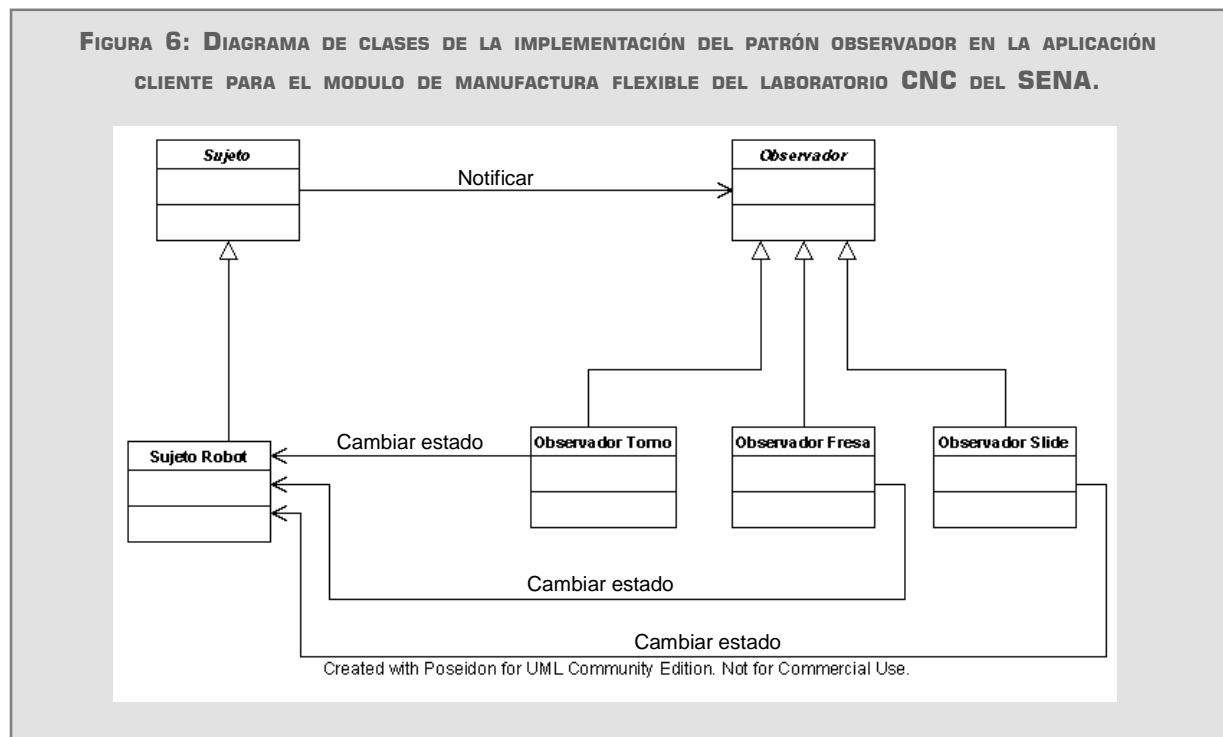 FIGURA 6: DIAGRAMA DE CLASES DE LA IMPLEMENTACIÓN DEL PATRÓN OBSERVADOR EN LA APLICACIÓN
CLIENTE PARA EL MODULO DE MANUFACTURA FLEXIBLE DEL LABORATORIO CNC DEL SENA.
Sujeto
Observador
Notificar
Sujeto Robot
Cambiar estado
Observador Torno
Observador Fresa
Observador Slide
Cambiar estado
Cambiar estado
Created with Poseidon for UML Community Edition. Not for Commercial Use.